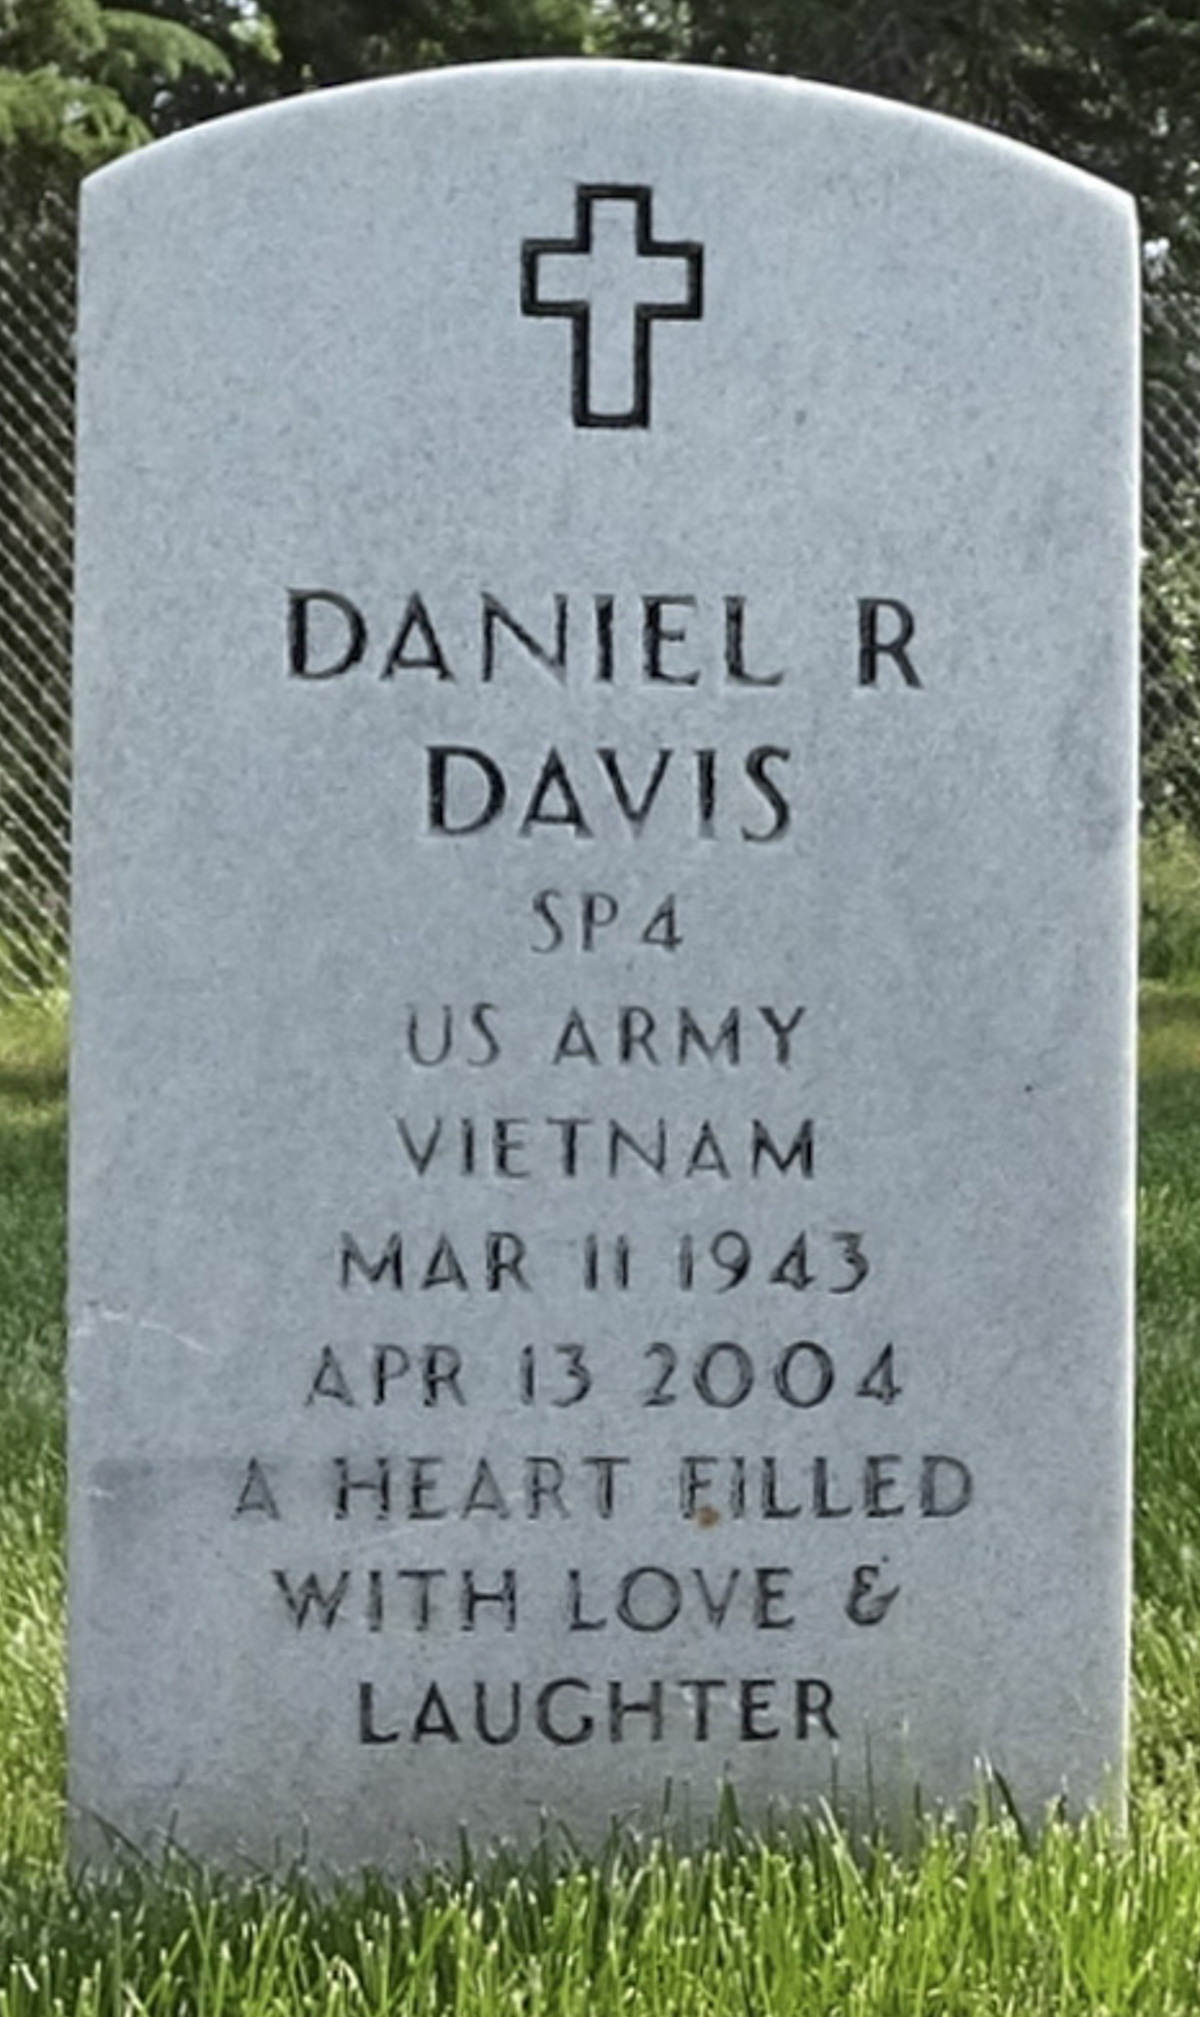 DANIEL R
DAVIS
SP4
US ARMY
VIETNAM
MAR 11 1943
APR 13 2004
A HEART FILLED
WITH LOVE &
LAUGHTER